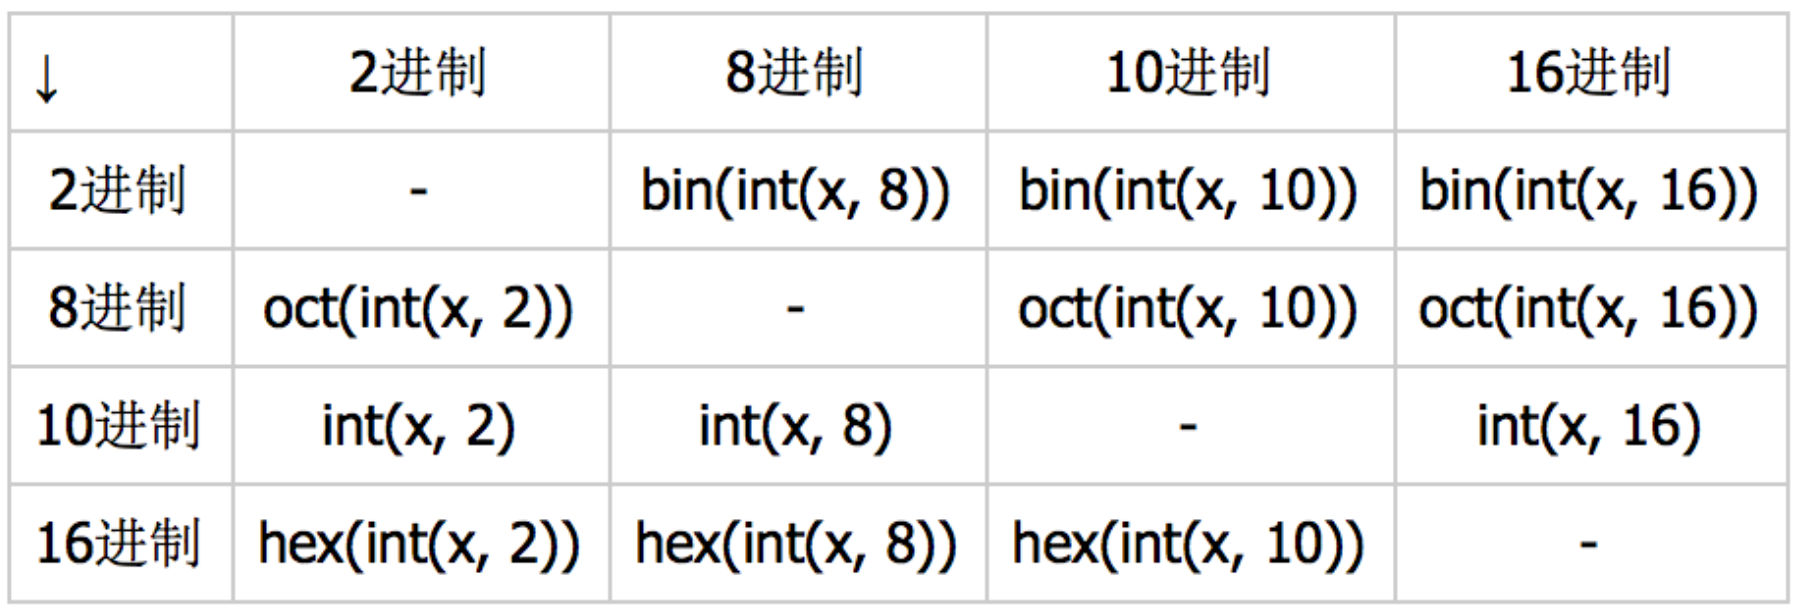 ↓ 2进制 8进制 10进制 16进制
2进制 - bin(int(x, 8)) bin(int(x, 10)) bin(int(x, 16))
8进制 oct(int(x, 2)) - oct(int(x, 10)) oct(int(x, 16))
10进制 int(x, 2) int(x, 8) - int(x, 16)
16进制 hex(int(x, 2)) hex(int(x, 8)) hex(int(x, 10)) -